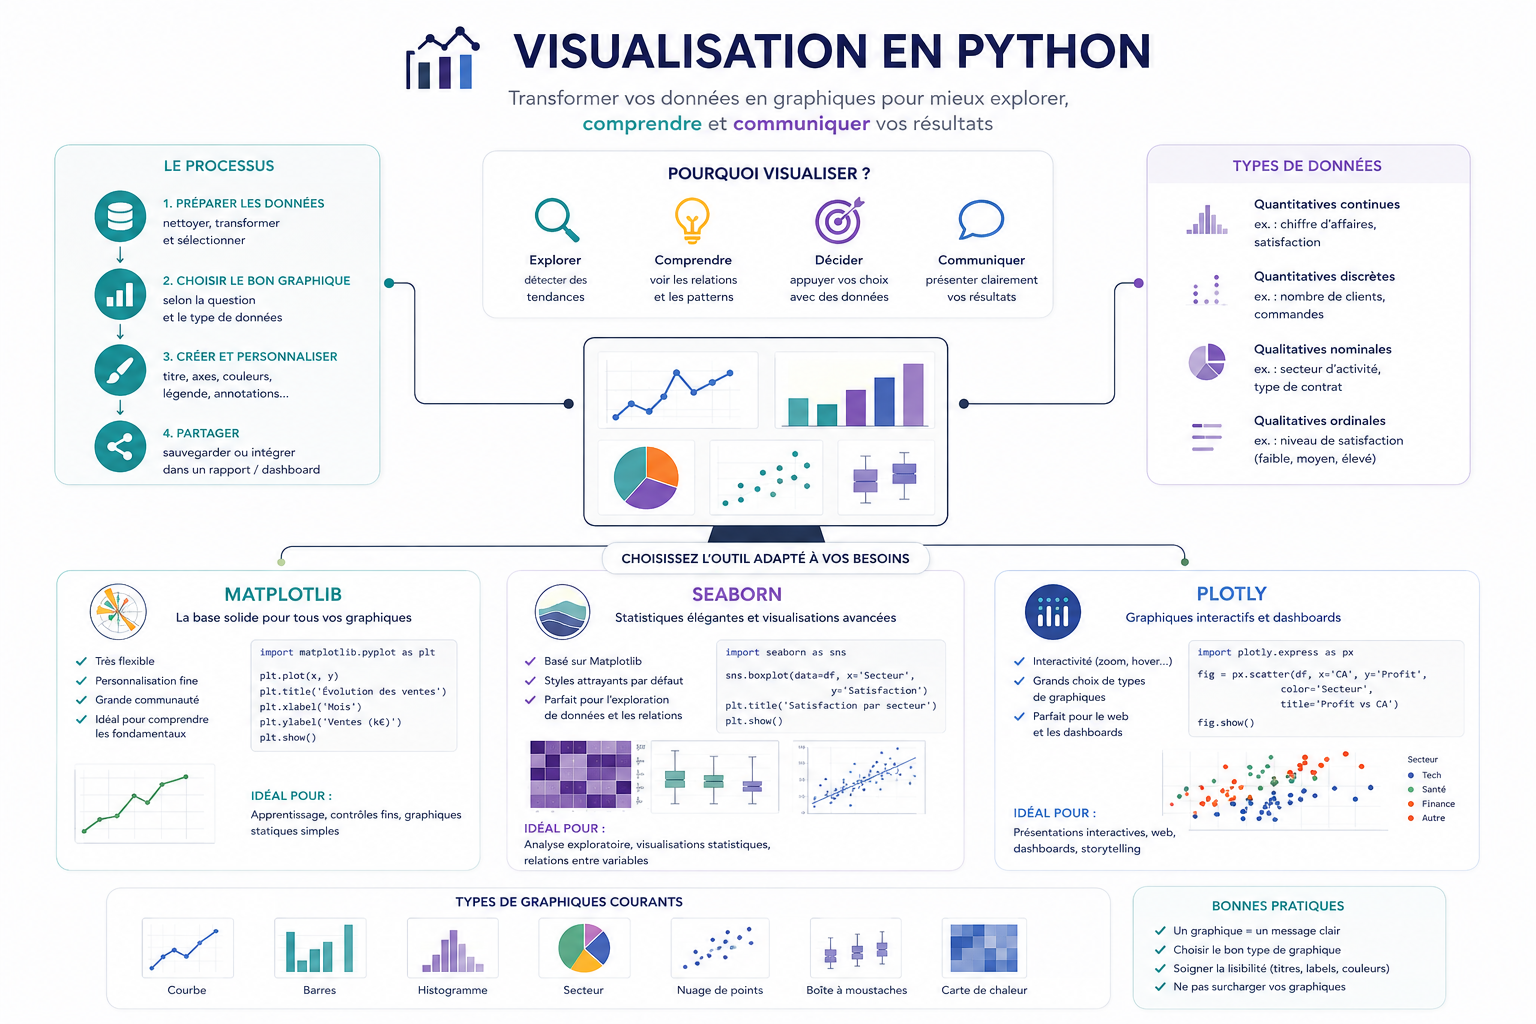 VISUALISATION EN PYTHON
Transformer vos données en graphiques pour mieux explorer,
comprendre et communiquer vos résultats
LE PROCESSUS
1. PRÉPARER LES DONNÉES
nettoyer, transformer
et sélectionner
2. CHOISIR LE BON GRAPHIQUE
selon la question
et le type de données
3. CRÉER ET PERSONNALISER
titre, axes, couleurs,
légende, annotations...
4. PARTAGER
sauvegarder ou intégrer
dans un rapport / dashboard
POURQUOI VISUALISER ?
Explorer
détecter des
tendances
Comprendre
voir les relations
et les patterns
Décider
appuyer vos choix
avec des données
Communiquer
présenter clairement
vos résultats
TYPES DE DONNÉES
Quantitatives continues
ex. : chiffre d'affaires,
satisfaction
Quantitatives discrètes
ex. : nombre de clients,
commandes
Qualitatives nominales
ex. : secteur d'activité,
type de contrat
Qualitatives ordinales
ex. : niveau de satisfaction
(faible, moyen, élevé)
CHOISISSEZ L'OUTIL ADAPTÉ À VOS BESOINS
MATPLOTLIB
La base solide pour tous vos graphiques
Très flexible
Personnalisation fine
Grande communauté
Idéal pour comprendre
les fondamentaux
import matplotlib.pyplot as plt
plt.plot(x, y)
plt.title('Évolution des ventes')
plt.xlabel('Mois')
plt.ylabel('Ventes (k€)')
plt.show()
IDÉAL POUR :
Apprentissage, contrôles fins, graphiques
statiques simples
SEABORN
Statistiques élégantes et visualisations avancées
Basé sur Matplotlib
Styles attrayants par défaut
Parfait pour l'exploration
de données et les relations
import seaborn as sns
sns.boxplot(data=df, x='Secteur',
y='Satisfaction')
plt.title('Satisfaction par secteur')
plt.show()
IDÉAL POUR :
Analyse exploratoire, visualisations statistiques,
relations entre variables
PLOTLY
Graphiques interactifs et dashboards
Interactivité (zoom, hover...)
Grands choix de types
de graphiques
Parfait pour le web
et les dashboards
import plotly.express as px
fig = px.scatter(df, x='CA', y='Profit',
color='Secteur',
title='Profit vs CA')
fig.show()
Secteur
Tech
Santé
Finance
Autre
IDÉAL POUR :
Présentations interactives, web,
dashboards, storytelling
TYPES DE GRAPHIQUES COURANTS
Courbe
Barres
Histogramme
Secteur
Nuage de points
Boîte à moustaches
Carte de chaleur
BONNES PRATIQUES
Un graphique = un message clair
Choisir le bon type de graphique
Soigner la lisibilité (titres, labels, couleurs)
Ne pas surcharger vos graphiques